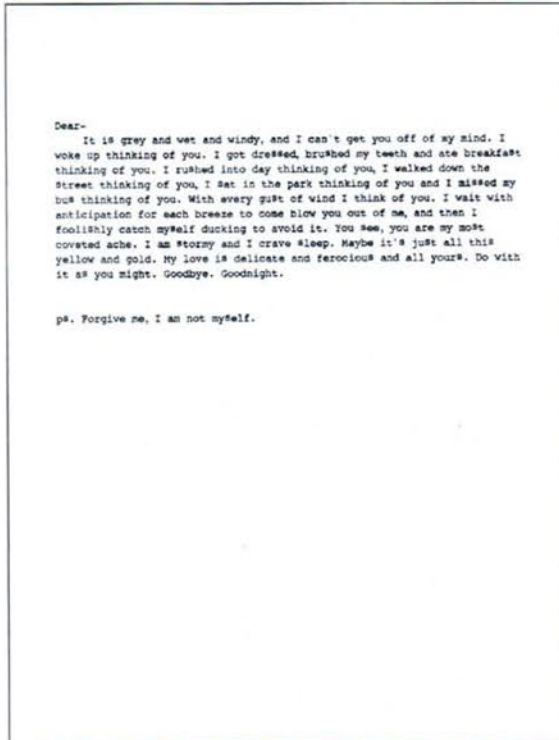 Dear-
It is grey and wet and windy, and I can't get you off of my mind. I
woke up thinking of you. I got dressed, brushed my teeth and ate breakfast
thinking of you. I rushed into day thinking of you, I walked down the
street thinking of you, I sat in the park thinking of you and I missed my
bus thinking of you. With every gust of wind I think of you. I wait with
anticipation for each breeze to come blow you out of me, and then I
foolishly catch myself ducking to avoid it. You see, you are my most
coveted ache. I am stormy and I crave sleep. Maybe it's just all this
yellow and gold. My love is delicate and ferocious and all yours. Do with
it as you might. Goodbye. Goodnight.
ps. Forgive me, I am not myself.